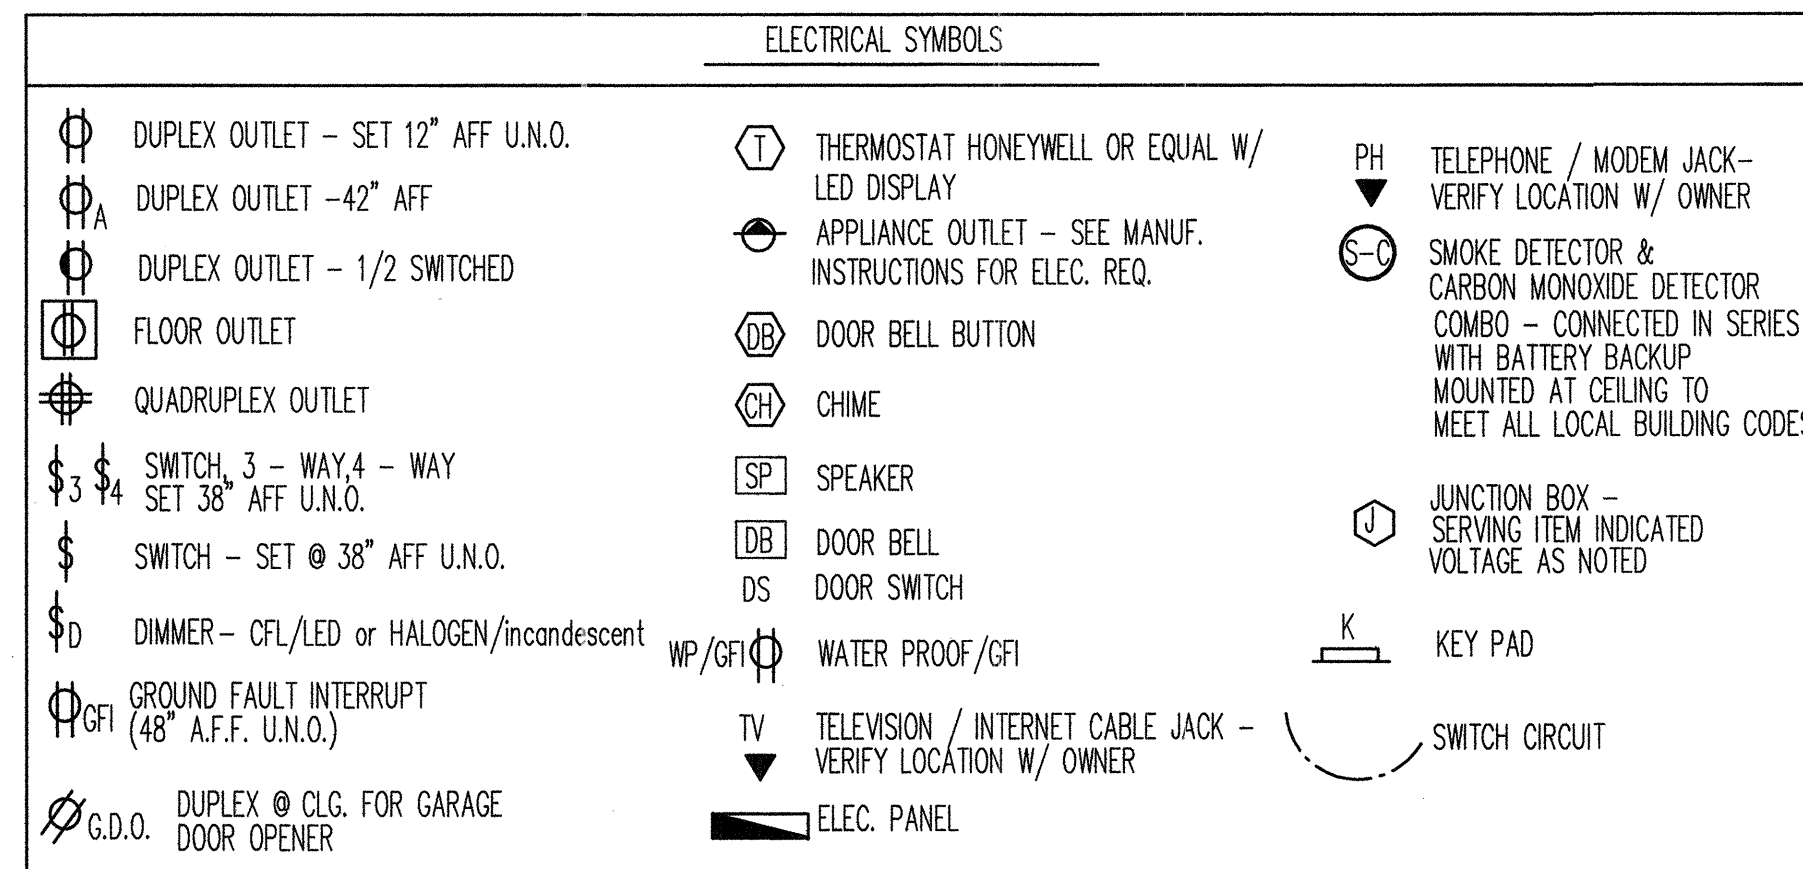 ELECTRICAL SYMBOLS
DUPLEX OUTLET – SET 12" AFF U.N.O.
A
DUPLEX OUTLET –42" AFF
DUPLEX OUTLET – 1/2 SWITCHED
FLOOR OUTLET
QUADRUPLEX OUTLET
$3 $4
SWITCH, 3 – WAY,4 – WAY
SET 38" AFF U.N.O.
$
SWITCH – SET @ 38" AFF U.N.O.
$D
DIMMER– CFL/LED or HALOGEN/incandescent
GFI
GROUND FAULT INTERRUPT
(48" A.F.F. U.N.O.)
G.D.O.
DUPLEX @ CLG. FOR GARAGE
DOOR OPENER
T
THERMOSTAT HONEYWELL OR EQUAL W/
LED DISPLAY
APPLIANCE OUTLET – SEE MANUF.
INSTRUCTIONS FOR ELEC. REQ.
DB
DOOR BELL BUTTON
CH
CHIME
SP
SPEAKER
DB
DOOR BELL
DS
DOOR SWITCH
WP/GFI
WATER PROOF/GFI
TV
TELEVISION / INTERNET CABLE JACK –
VERIFY LOCATION W/ OWNER
ELEC. PANEL
PH
TELEPHONE / MODEM JACK–
VERIFY LOCATION W/ OWNER
S–C
SMOKE DETECTOR &
CARBON MONOXIDE DETECTOR
COMBO – CONNECTED IN SERIES
WITH BATTERY BACKUP
MOUNTED AT CEILING TO
MEET ALL LOCAL BUILDING CODES
J
JUNCTION BOX –
SERVING ITEM INDICATED
VOLTAGE AS NOTED
K
KEY PAD
SWITCH CIRCUIT